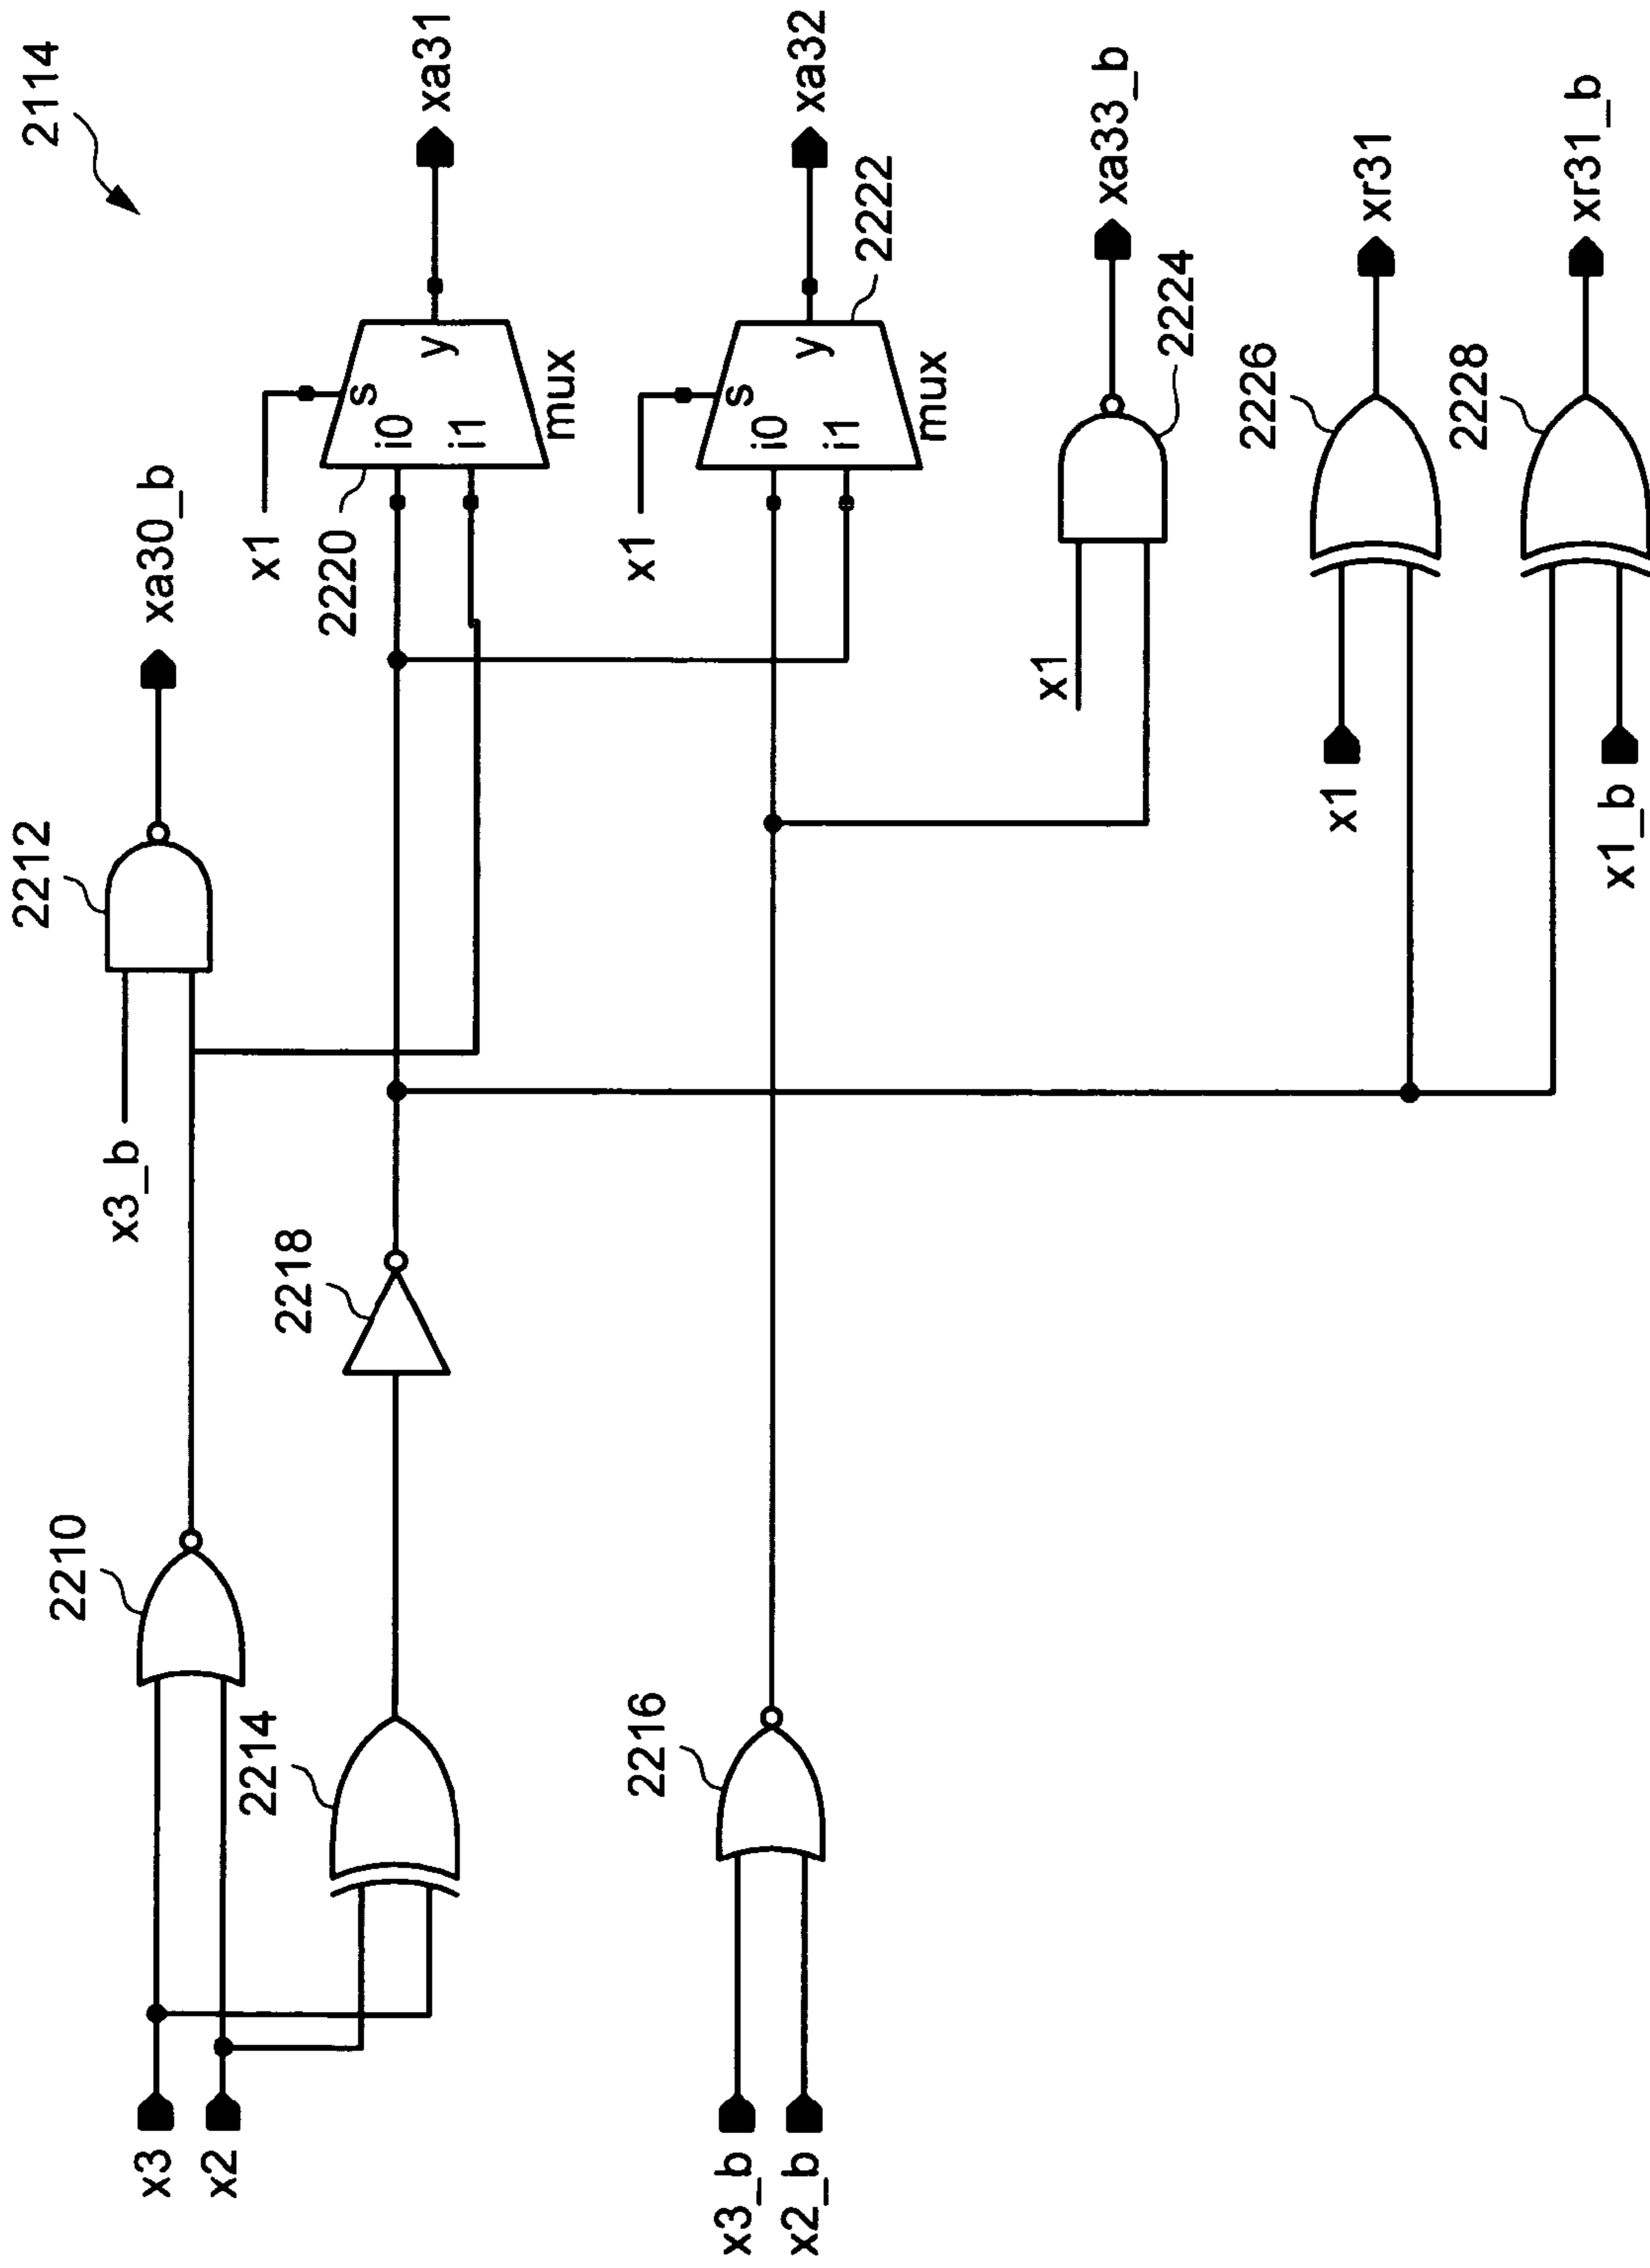 2114
2210
2212
x3_b
xa30_b
x3
x2
2214
2218
2220
x1
s
i0
i1
y
mux
xa31
x1
s
i0
i1
y
mux
2222
xa32
x3_b
x2_b
2216
x1
2224
xa33_b
x1
2226
xr31
x1_b
2228
xr31_b